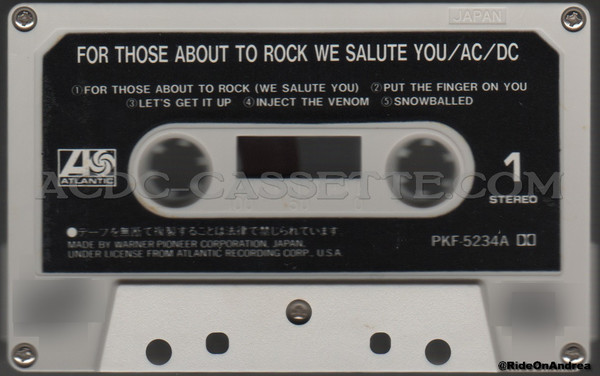 JAPAN
FOR THOSE ABOUT TO ROCK WE SALUTE YOU/AC/DC
①FOR THOSE ABOUT TO ROCK (WE SALUTE YOU) ②PUT THE FINGER ON YOU
③LET'S GET IT UP ④INJECT THE VENOM ⑤SNOWBALLED
ATLANTIC
ACDC-CASSETTE.COM
1
STEREO
●テープを無断で複製することは法律で禁じられています
PKF-5234A
MADE BY WARNER PIONEER CORPORATION, JAPAN.
UNDER LICENSE FROM ATLANTIC RECORDING CORP., U.S.A.
@RideOnAndrea